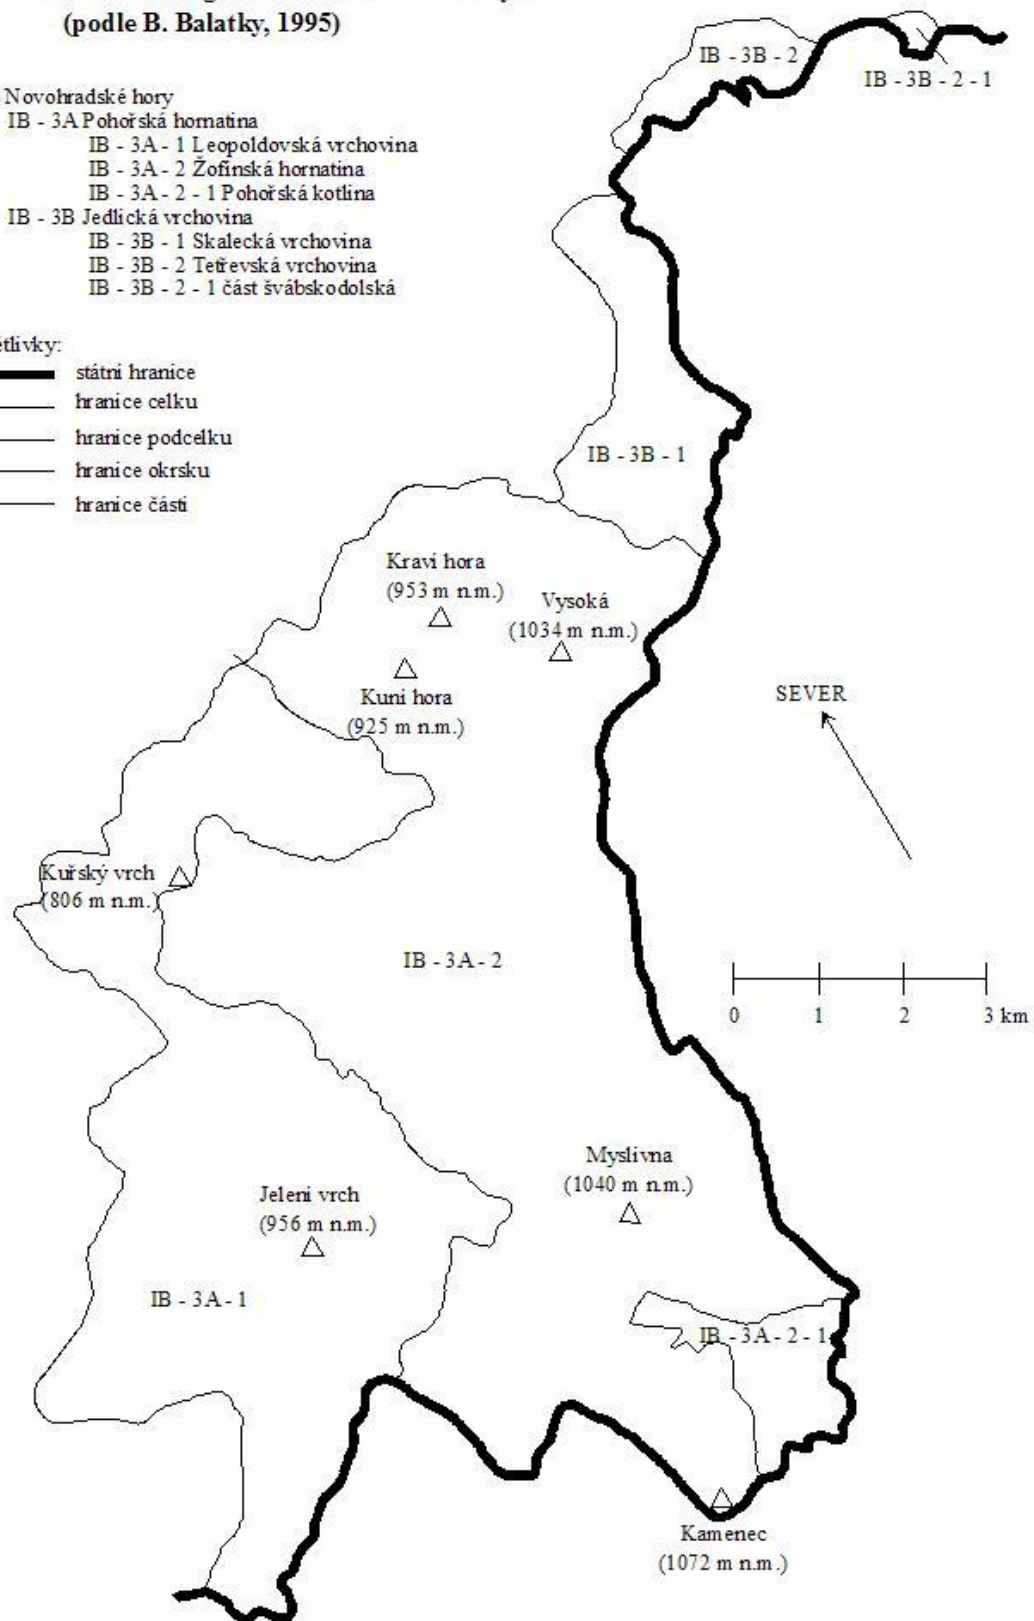 (podle B. Balatky, 1995)
Novohradské hory
IB - 3A Pohořská hornatina
IB - 3A - 1 Leopoldovská vrchovina
IB - 3A - 2 Žofínská hornatina
IB - 3A - 2 - 1 Pohořská kotlina
IB - 3B Jedlická vrchovina
IB - 3B - 1 Skalecká vrchovina
IB - 3B - 2 Tetřevská vrchovina
IB - 3B - 2 - 1 část švábskodolská
ětlivky:
státní hranice
hranice celku
hranice podcelku
hranice okrsku
hranice části
IB - 3B - 2
IB - 3B - 2 - 1
IB - 3B - 1
Kraví hora
(953 m n.m.)
Vysoká
(1034 m n.m.)
Kuní hora
(925 m n.m.)
SEVER
Kuřský vrch
(806 m n.m.)
IB - 3A - 2
0 1 2 3 km
Myslivna
(1040 m n.m.)
Jelení vrch
(956 m n.m.)
IB - 3A - 1
IB - 3A - 2 - 1
Kamenec
(1072 m n.m.)